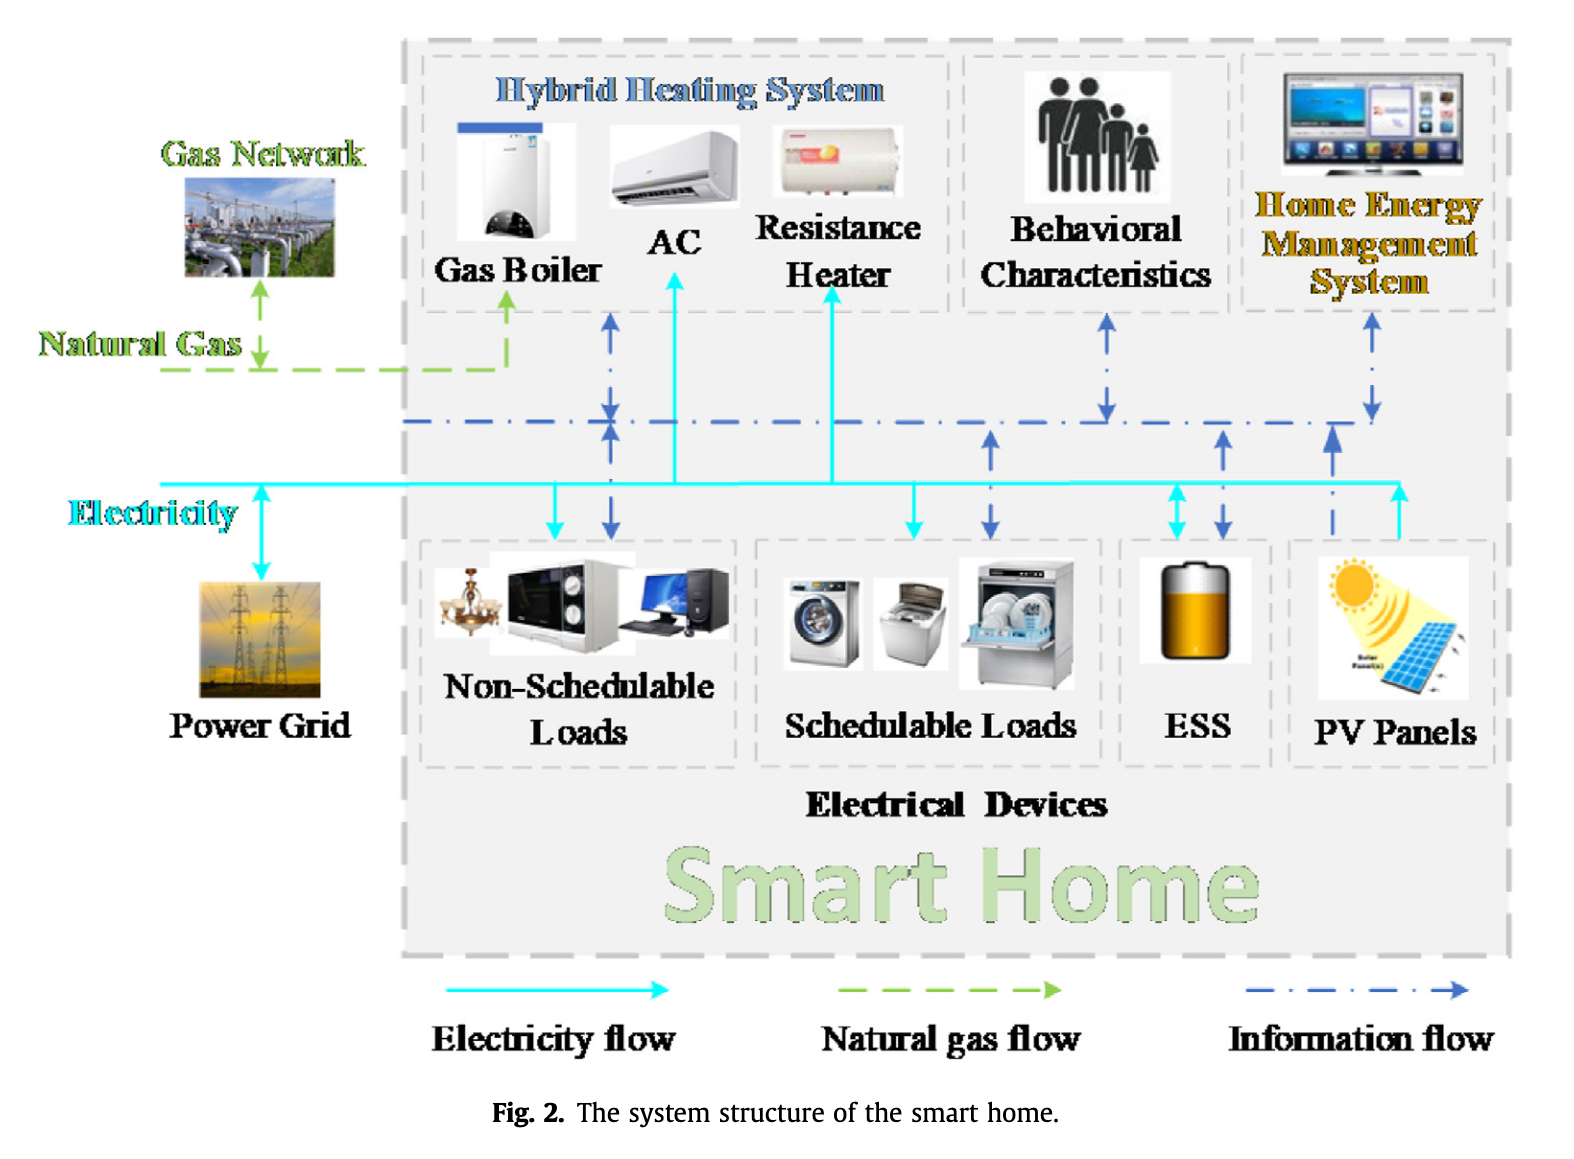 Hybrid Heating System
Gas Network
Gas Boiler
AC
Resistance
Heater
Behavioral
Characteristics
Home Energy
Management
System
Natural Gas
Electricity
Power Grid
Non-Schedulable
Loads
Schedulable Loads
ESS
Solar
Panel(s)
PV Panels
Electrical Devices
Smart Home
Electricity flow
Natural gas flow
Information flow
Fig. 2. The system structure of the smart home.